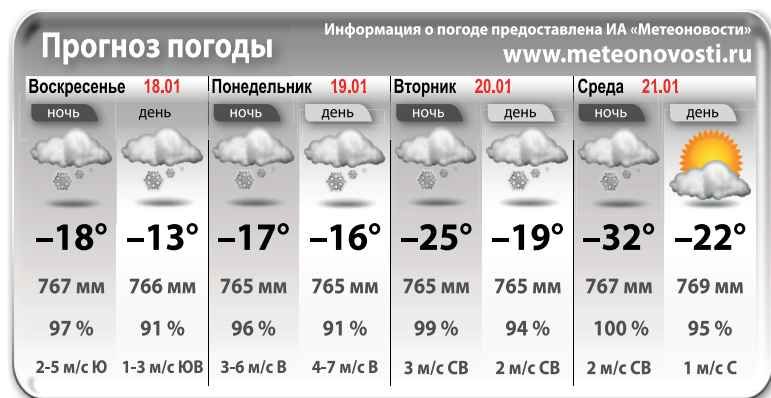 Прогноз погоды
Информация о погоде предоставлена ИА «Метеоновости»
www.meteonovosti.ru
Воскресенье 18.01 Понедельник 19.01 Вторник 20.01 Среда 21.01
ночь день ночь день ночь день ночь день
–18° –13° –17° –16° –25° –19° –32° –22°
767 мм 766 мм 765 мм 765 мм 765 мм 765 мм 767 мм 769 мм
97 % 91 % 96 % 91 % 99 % 94 % 100 % 95 %
2-5 м/с Ю 1-3 м/с ЮВ 3-6 м/с В 4-7 м/с В 3 м/с СВ 2 м/с СВ 2 м/с СВ 1 м/с С